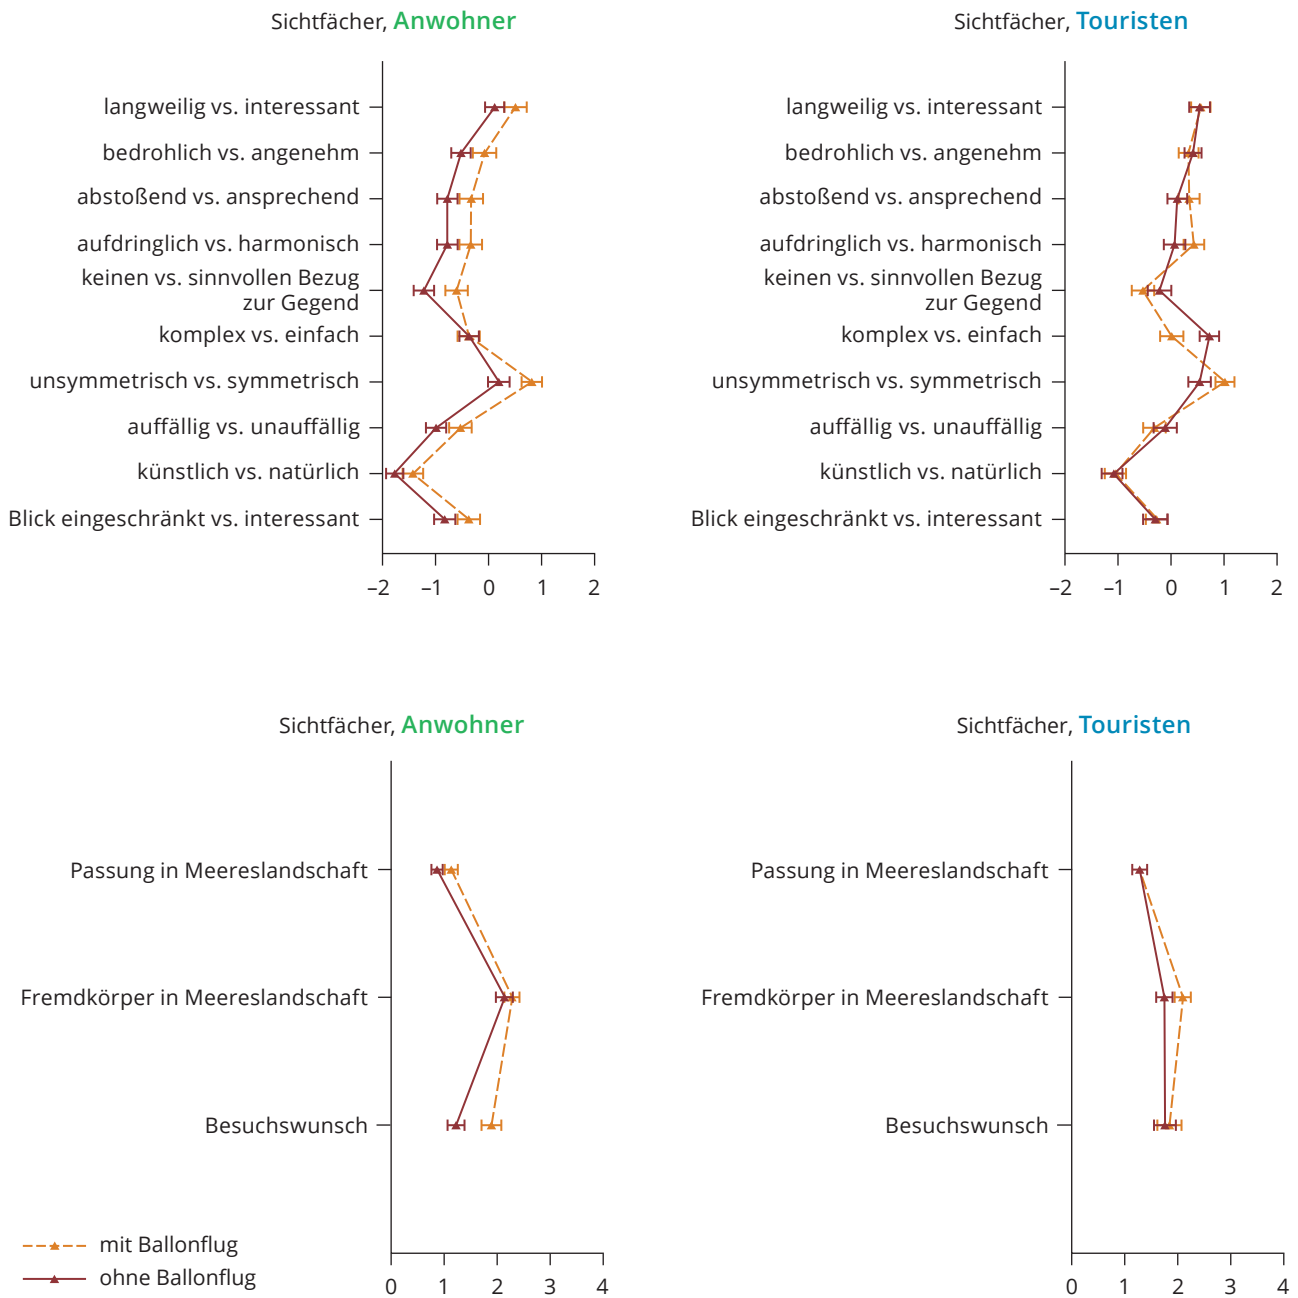 Sichtfächer, Anwohner
langweilig vs. interessant
bedrohlich vs. angenehm
abstoßend vs. ansprechend
aufdringlich vs. harmonisch
keinen vs. sinnvollen Bezug
zur Gegend
komplex vs. einfach
unsymmetrisch vs. symmetrisch
auffällig vs. unauffällig
künstlich vs. natürlich
Blick eingeschränkt vs. interessant
–2 –1 0 1 2
Sichtfächer, Touristen
langweilig vs. interessant
bedrohlich vs. angenehm
abstoßend vs. ansprechend
aufdringlich vs. harmonisch
keinen vs. sinnvollen Bezug
zur Gegend
komplex vs. einfach
unsymmetrisch vs. symmetrisch
auffällig vs. unauffällig
künstlich vs. natürlich
Blick eingeschränkt vs. interessant
–2 –1 0 1 2
Sichtfächer, Anwohner
Passung in Meereslandschaft
Fremdkörper in Meereslandschaft
Besuchswunsch
0 1 2 3 4
Sichtfächer, Touristen
Passung in Meereslandschaft
Fremdkörper in Meereslandschaft
Besuchswunsch
0 1 2 3 4
mit Ballonflug
ohne Ballonflug